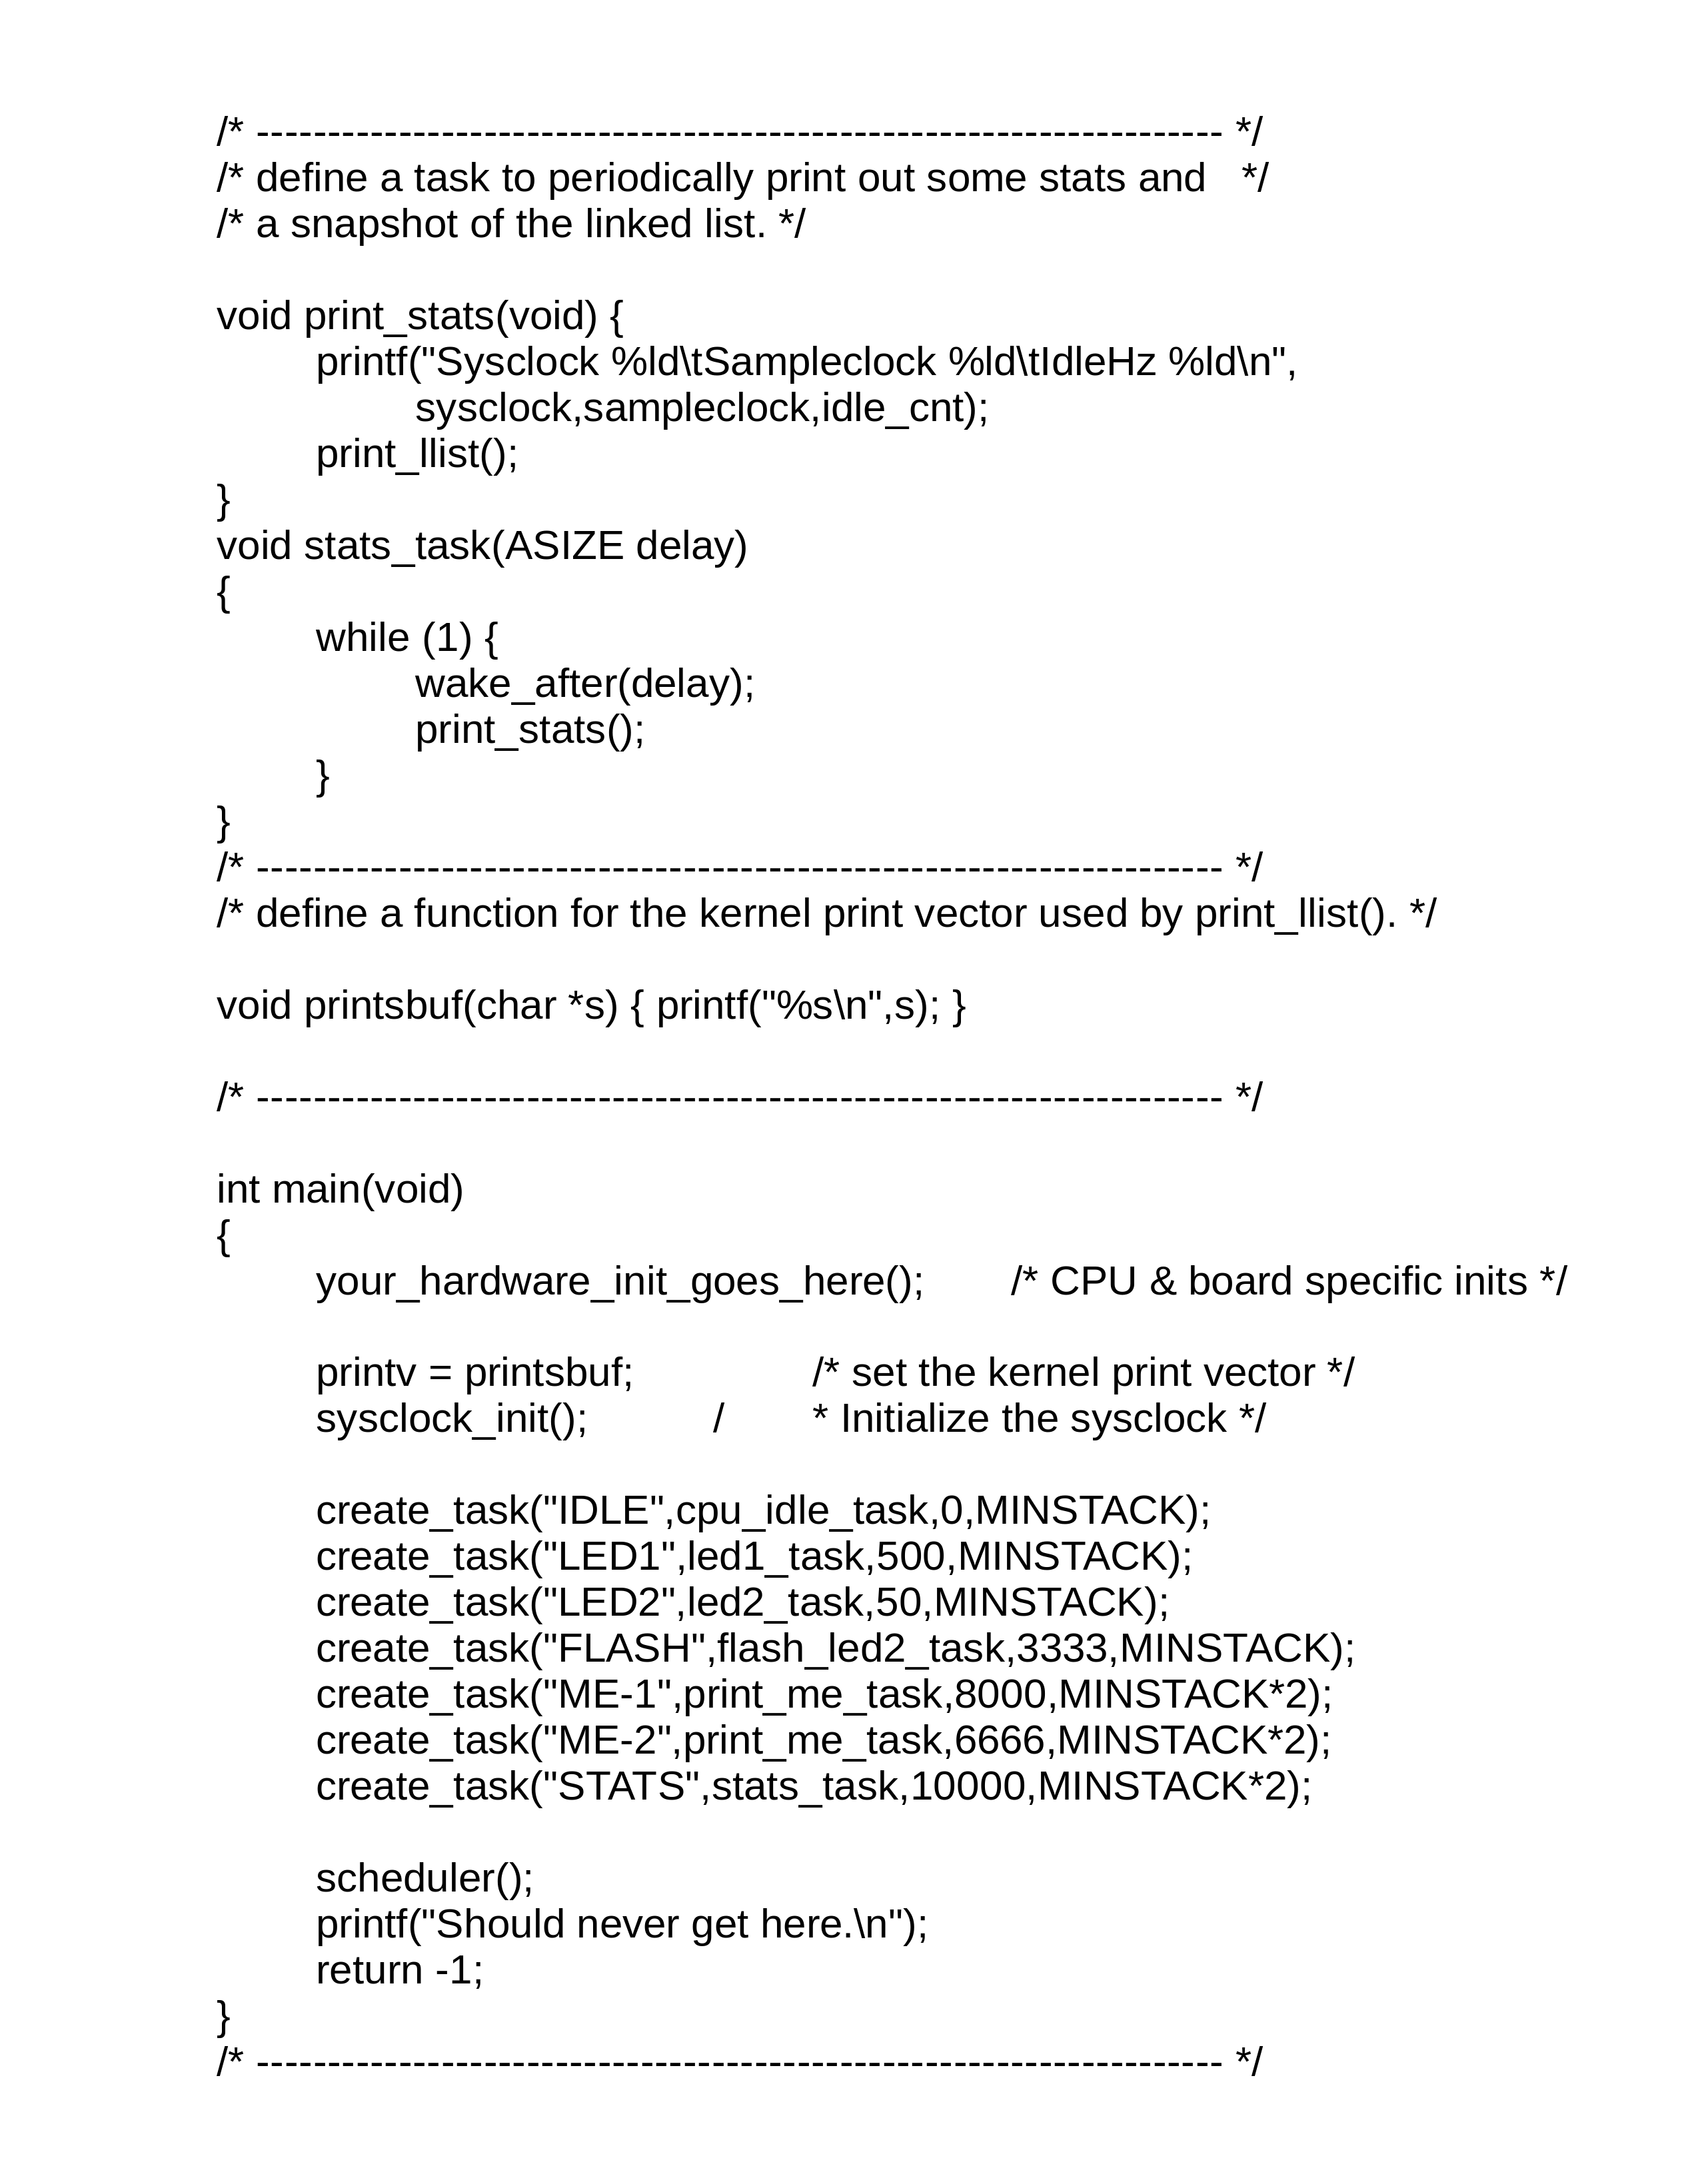 /* -------------------------------------------------------------------- */
/* define a task to periodically print out some stats and   */
/* a snapshot of the linked list. */

void print_stats(void) {
	printf("Sysclock %ld\tSampleclock %ld\tIdleHz %ld\n",
		sysclock,sampleclock,idle_cnt);
	print_llist();
}
void stats_task(ASIZE delay)
{
	while (1) {
		wake_after(delay);
		print_stats();
	}
}
/* -------------------------------------------------------------------- */
/* define a function for the kernel print vector used by print_llist(). */

void printsbuf(char *s) { printf("%s\n",s); }

/* -------------------------------------------------------------------- */

int main(void)
{
	your_hardware_init_goes_here();	/* CPU & board specific inits */

	printv = printsbuf;		/* set the kernel print vector */
	sysclock_init();		/	* Initialize the sysclock */

	create_task("IDLE",cpu_idle_task,0,MINSTACK);
	create_task("LED1",led1_task,500,MINSTACK);
	create_task("LED2",led2_task,50,MINSTACK);
	create_task("FLASH",flash_led2_task,3333,MINSTACK);
	create_task("ME-1",print_me_task,8000,MINSTACK*2);
	create_task("ME-2",print_me_task,6666,MINSTACK*2);
	create_task("STATS",stats_task,10000,MINSTACK*2);

	scheduler();
	printf("Should never get here.\n");
	return -1;
}
/* -------------------------------------------------------------------- */